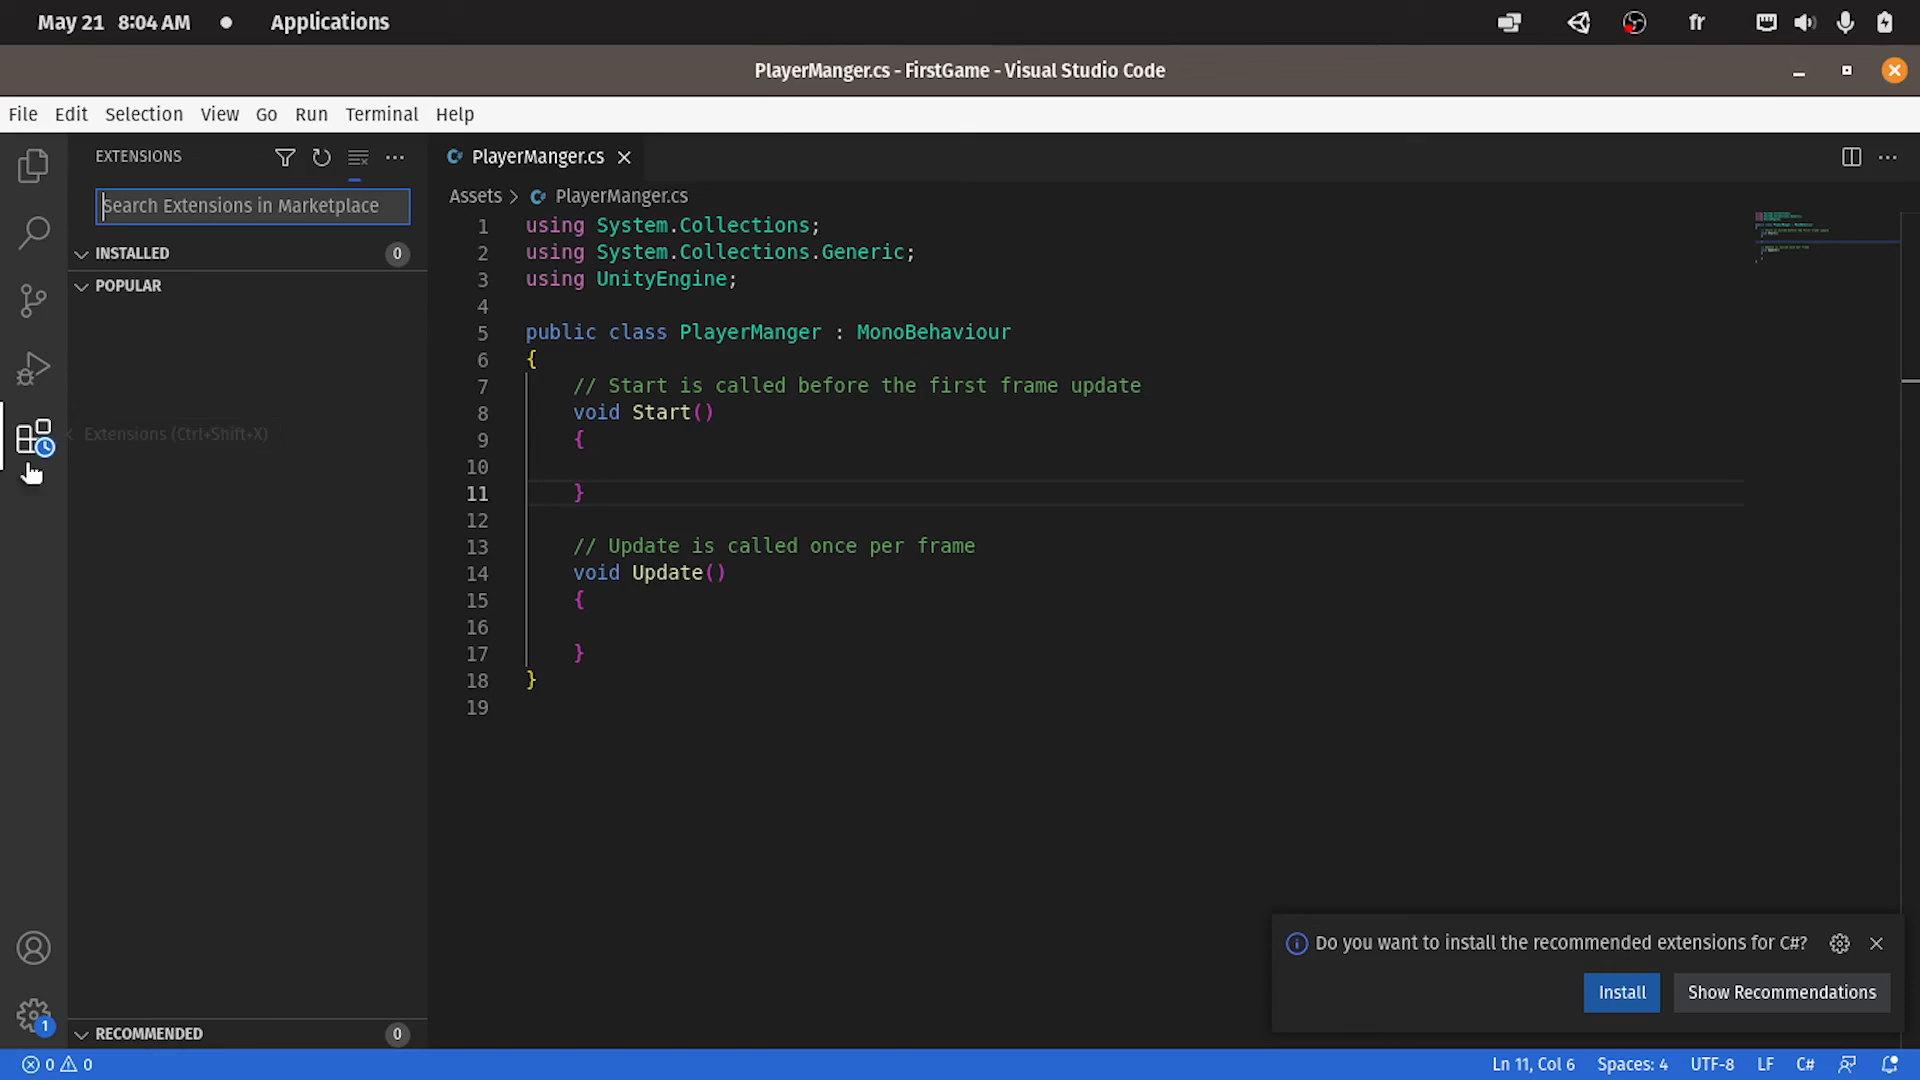 May 21 8:04 AM Applications fr
PlayerManger.cs - FirstGame - Visual Studio Code
File Edit Selection View Go Run Terminal Help
EXTENSIONS
Search Extensions in Marketplace
INSTALLED 0
POPULAR
Extensions (Ctrl+Shift+X)
RECOMMENDED 0
1
PlayerManger.cs
Assets > PlayerManger.cs
1 using System.Collections;
2 using System.Collections.Generic;
3 using UnityEngine;
4
5 public class PlayerManger : MonoBehaviour
6 {
7 // Start is called before the first frame update
8 void Start()
9 {
10
11 }
12
13 // Update is called once per frame
14 void Update()
15 {
16
17 }
18 }
19
Do you want to install the recommended extensions for C#?
Install Show Recommendations
0 0 Ln 11, Col 6 Spaces: 4 UTF-8 LF C#